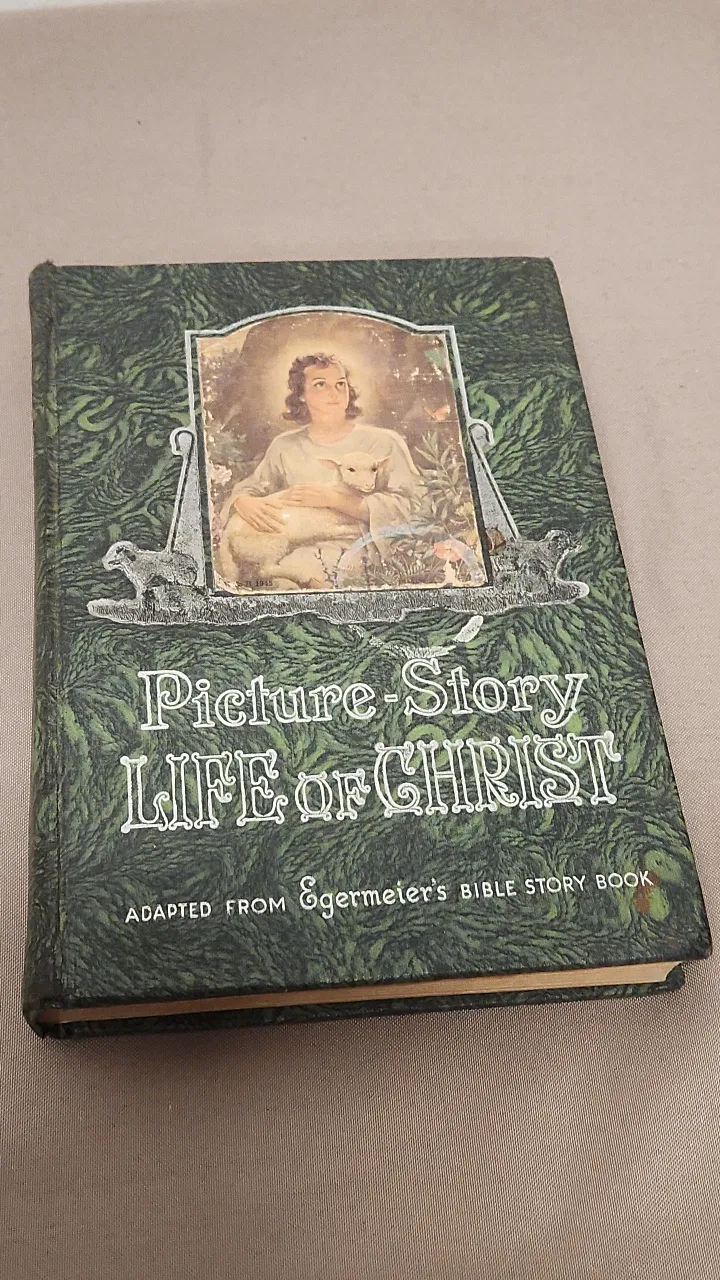 Picture-Story
LIFE OF CHRIST
ADAPTED FROM Egermeier's BIBLE STORY BOOK